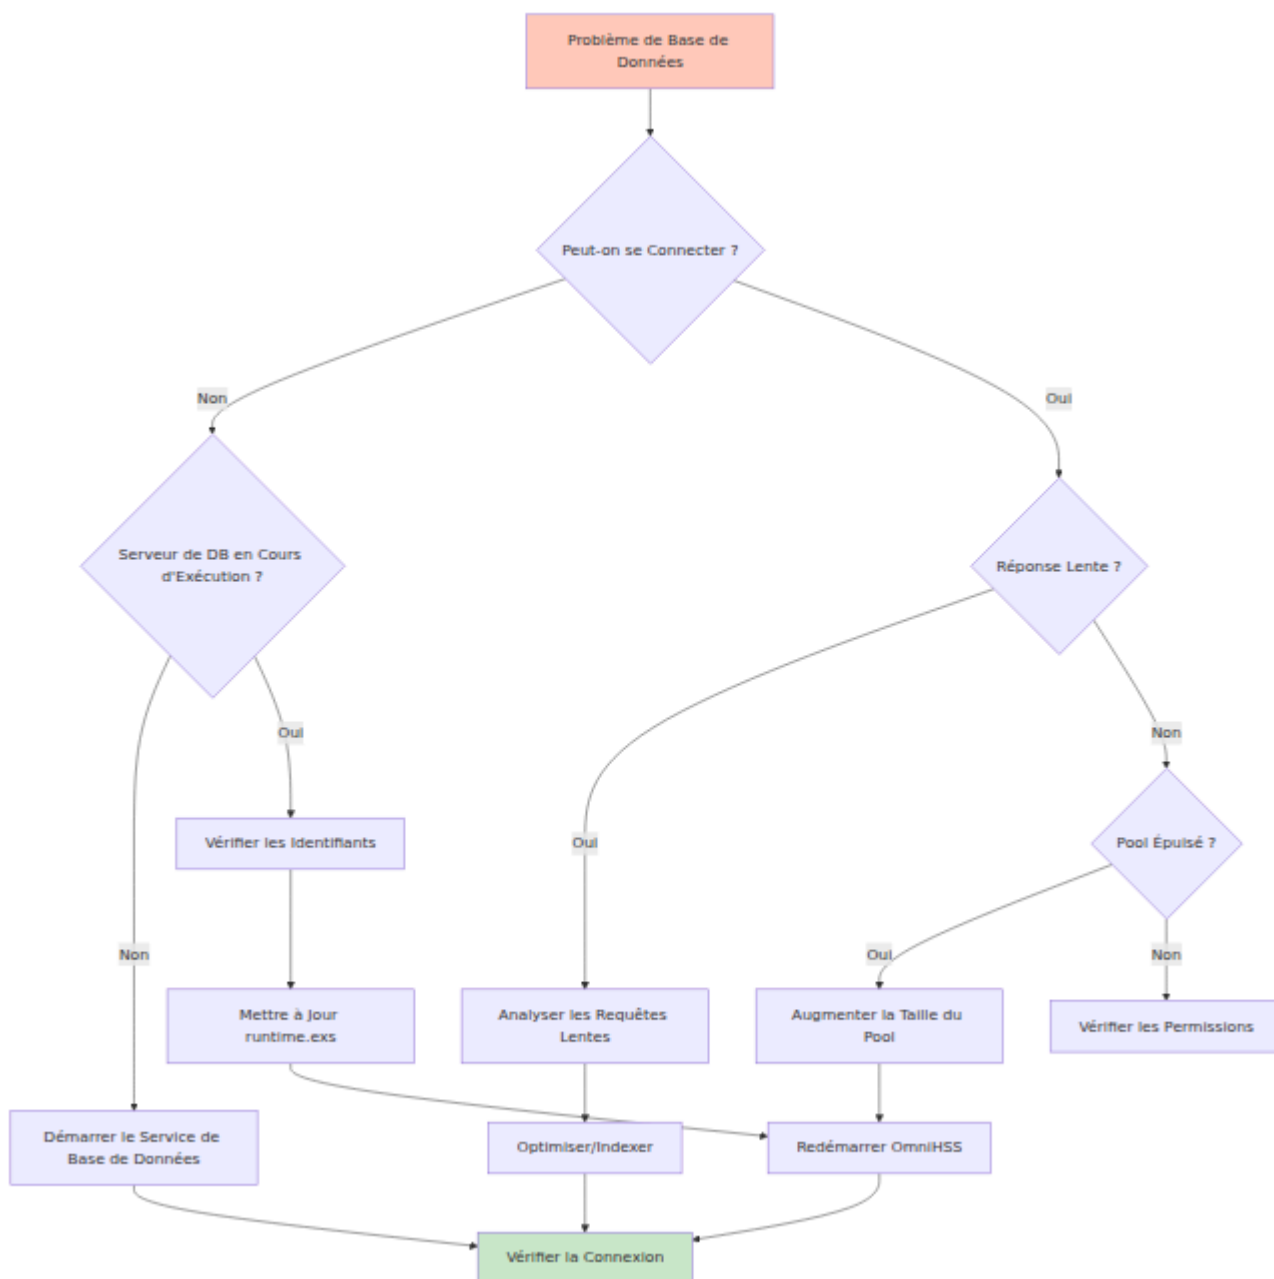 Problème de Base de
Données
Peut-on se Connecter ?
Non
Oui
Serveur de DB en Cours
d'Exécution ?
Réponse Lente ?
Oui
Non
Vérifier les Identifiants
Oui
Pool Épuisé ?
Non
Oui
Non
Mettre à Jour
runtime.exs
Analyser les Requêtes
Lentes
Augmenter la Taille du
Pool
Vérifier les Permissions
Démarrer le Service de
Base de Données
Optimiser/Indexer
Redémarrer OmniHSS
Vérifier la Connexion